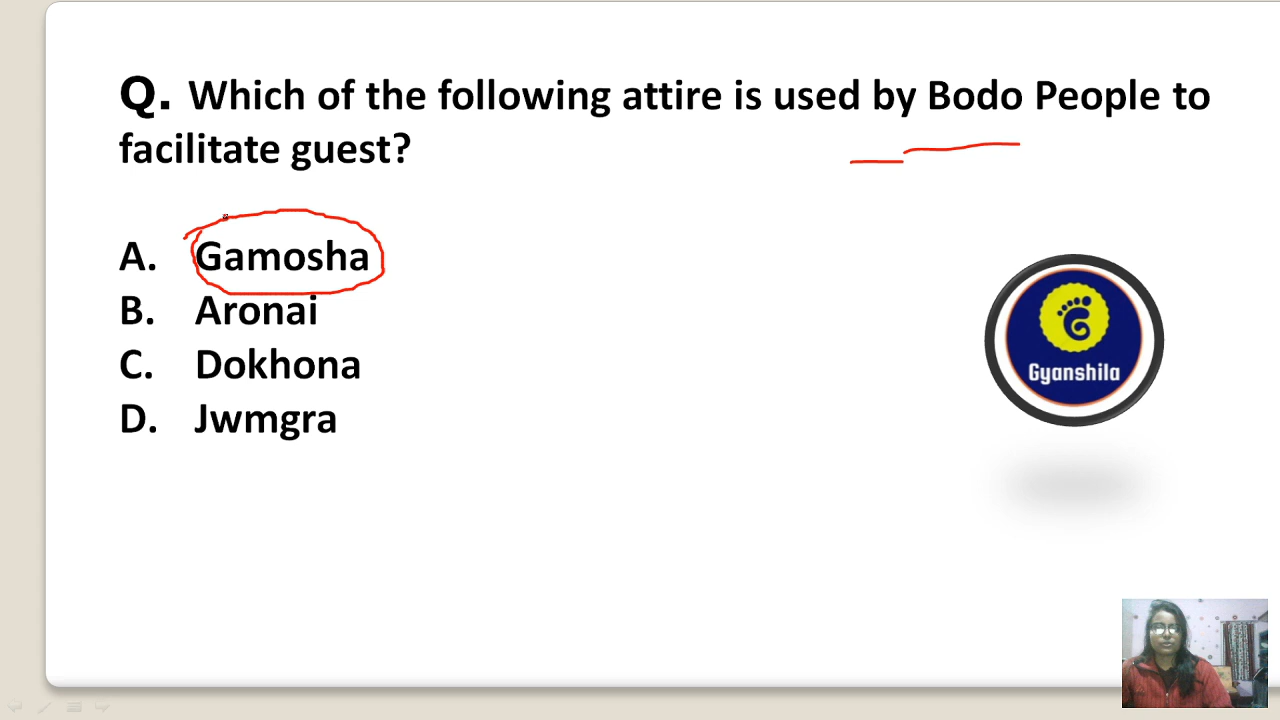 Q. Which of the following attire is used by Bodo People to
facilitate guest?
A. Gamosha
B. Aronai
C. Dokhona
D. Jwmgra
Gyanshila